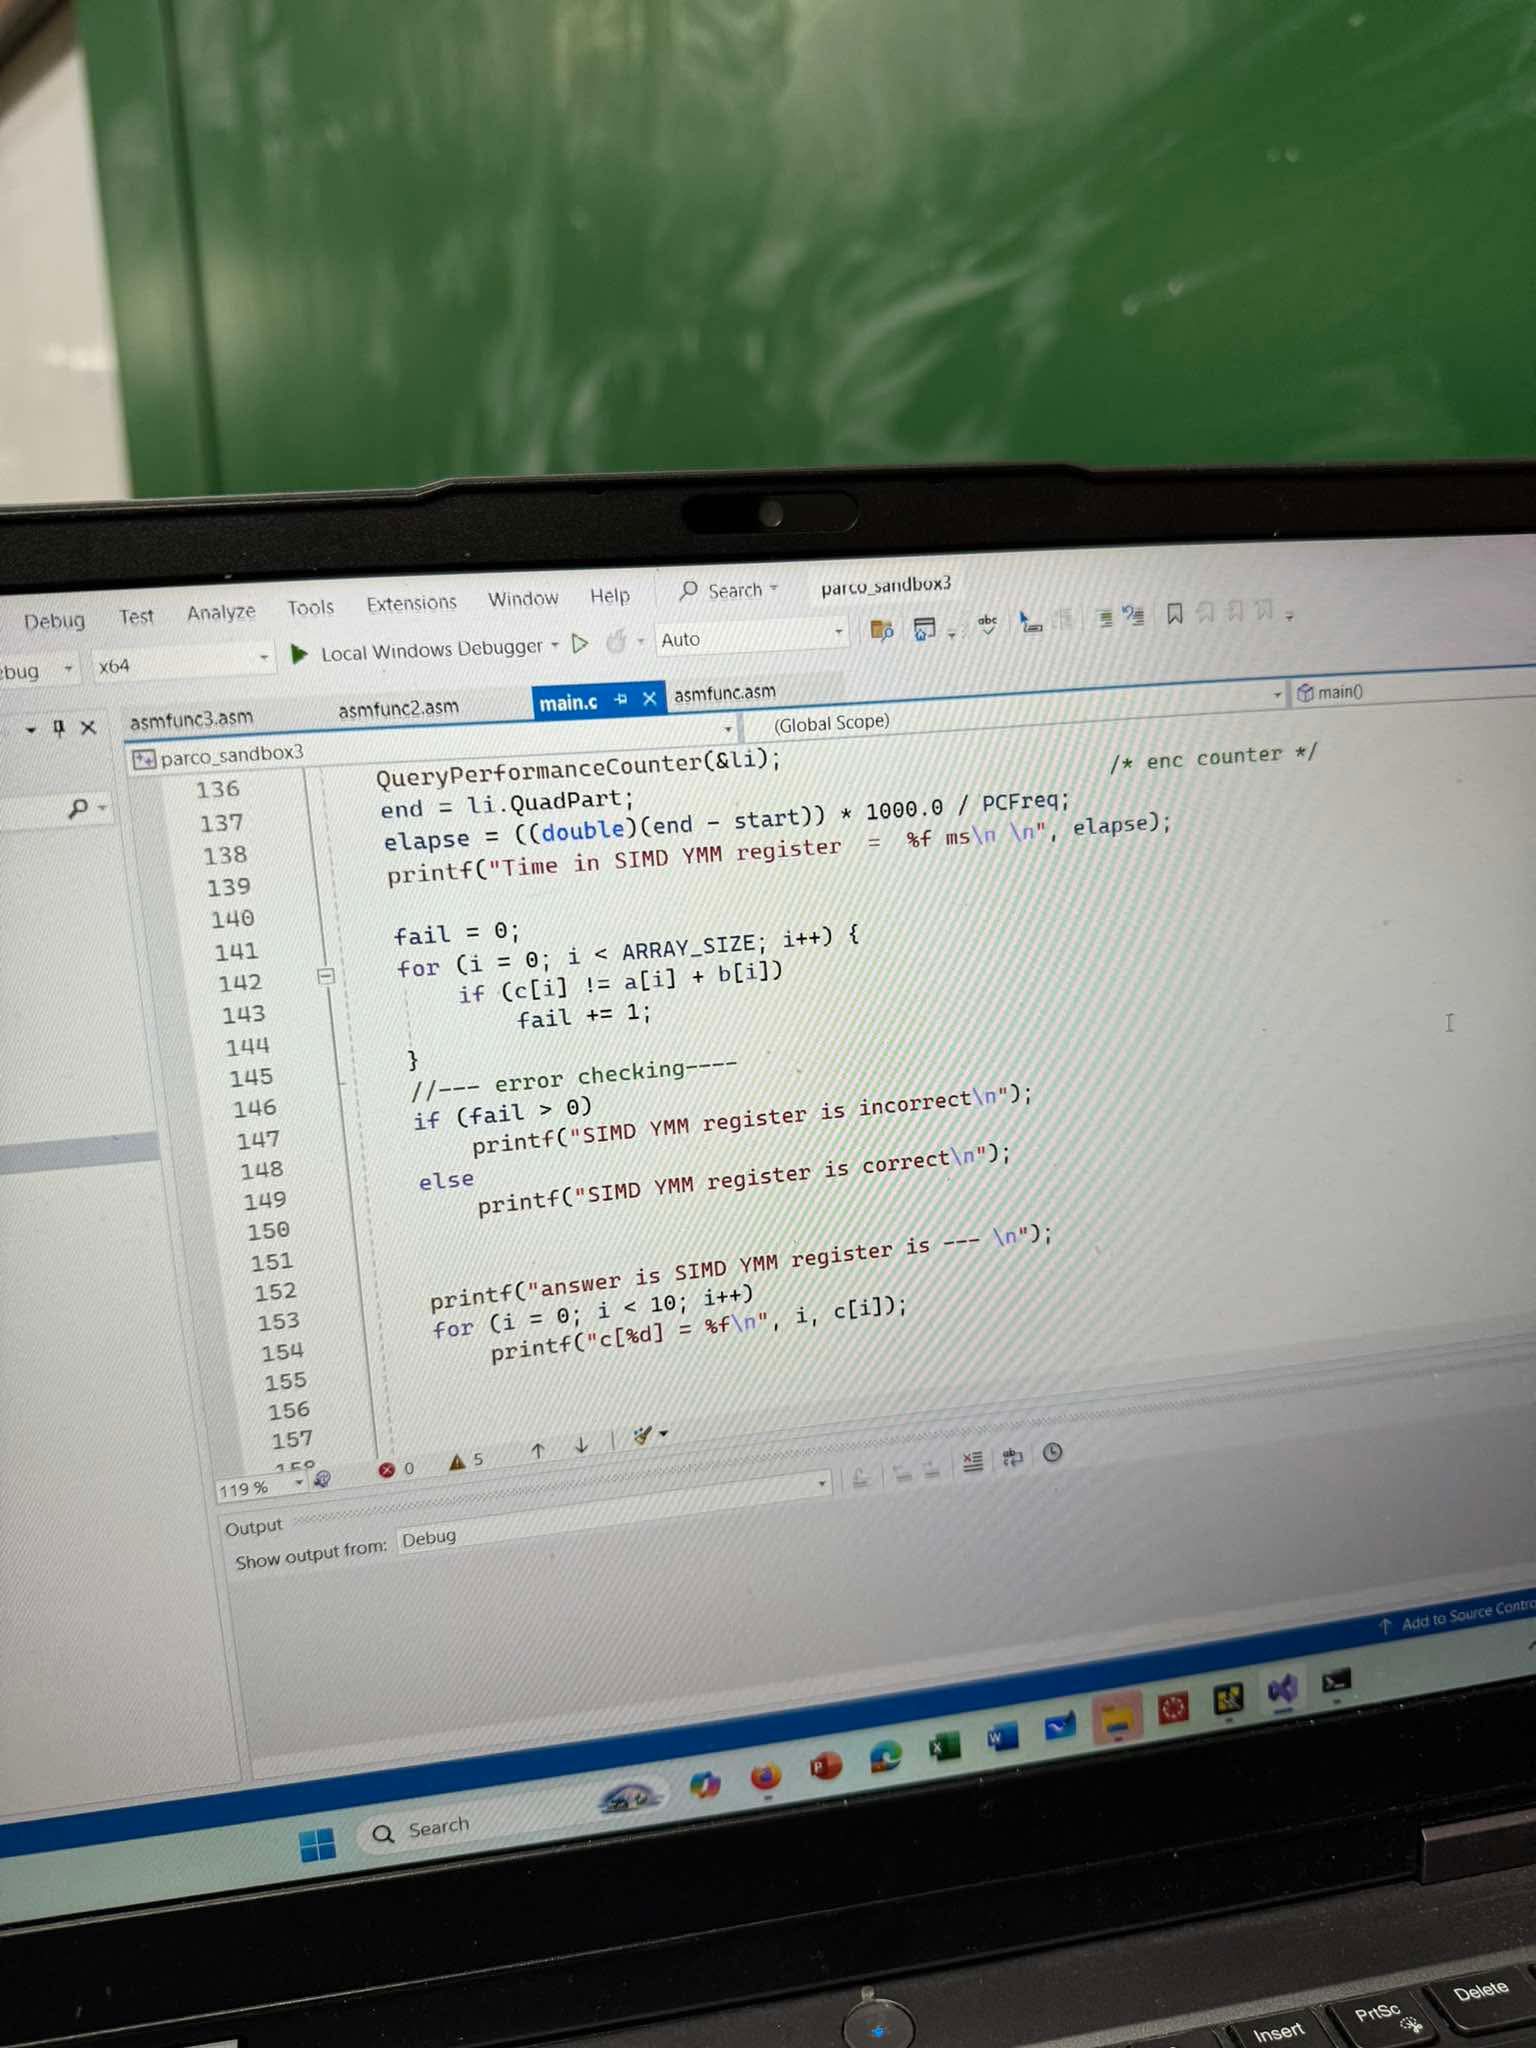 Debug Test Analyze Tools Extensions Window Help Search parco_sandbox3
ebug x64 Local Windows Debugger Auto
asmfunc3.asm asmfunc2.asm main.c asmfunc.asm
parco_sandbox3 (Global Scope) main()
136 QueryPerformanceCounter(&li); /* enc counter */
137 end = li.QuadPart;
138 elapse = ((double)(end - start)) * 1000.0 / PCFreq;
139 printf("Time in SIMD YMM register  =  %f ms\n \n", elapse);
140
141 fail = 0;
142 for (i = 0; i < ARRAY_SIZE; i++) {
143 if (c[i] != a[i] + b[i])
144 fail += 1;
145 }
146 //--- error checking----
147 if (fail > 0)
148 printf("SIMD YMM register is incorrect\n");
149 else
150 printf("SIMD YMM register is correct\n");
151
152
153 printf("answer is SIMD YMM register is --- \n");
154 for (i = 0; i < 10; i++)
155 printf("c[%d] = %f\n", i, c[i]);
156
157
119 % 0 5
Output
Show output from: Debug
Add to Source Contro
Search
Insert PrtSc Delete